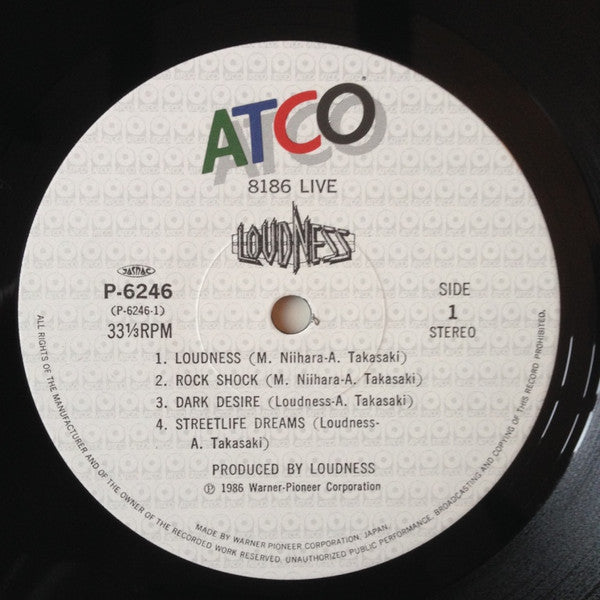 ATCO
8186 LIVE
LOUDNESS
JASRAC
P-6246
(P-6246-1)
33⅓RPM
SIDE
1
STEREO
1. LOUDNESS (M. Niihara-A. Takasaki)
2. ROCK SHOCK (M. Niihara-A. Takasaki)
3. DARK DESIRE (Loudness-A. Takasaki)
4. STREETLIFE DREAMS (Loudness-
A. Takasaki)
PRODUCED BY LOUDNESS
Ⓟ 1986 Warner-Pioneer Corporation
MADE BY WARNER PIONEER CORPORATION, JAPAN.
ALL RIGHTS OF THE MANUFACTURER AND OF THE OWNER OF THE RECORDED WORK RESERVED. UNAUTHORIZED PUBLIC PERFORMANCE, BROADCASTING AND COPYING OF THIS RECORD PROHIBITED.